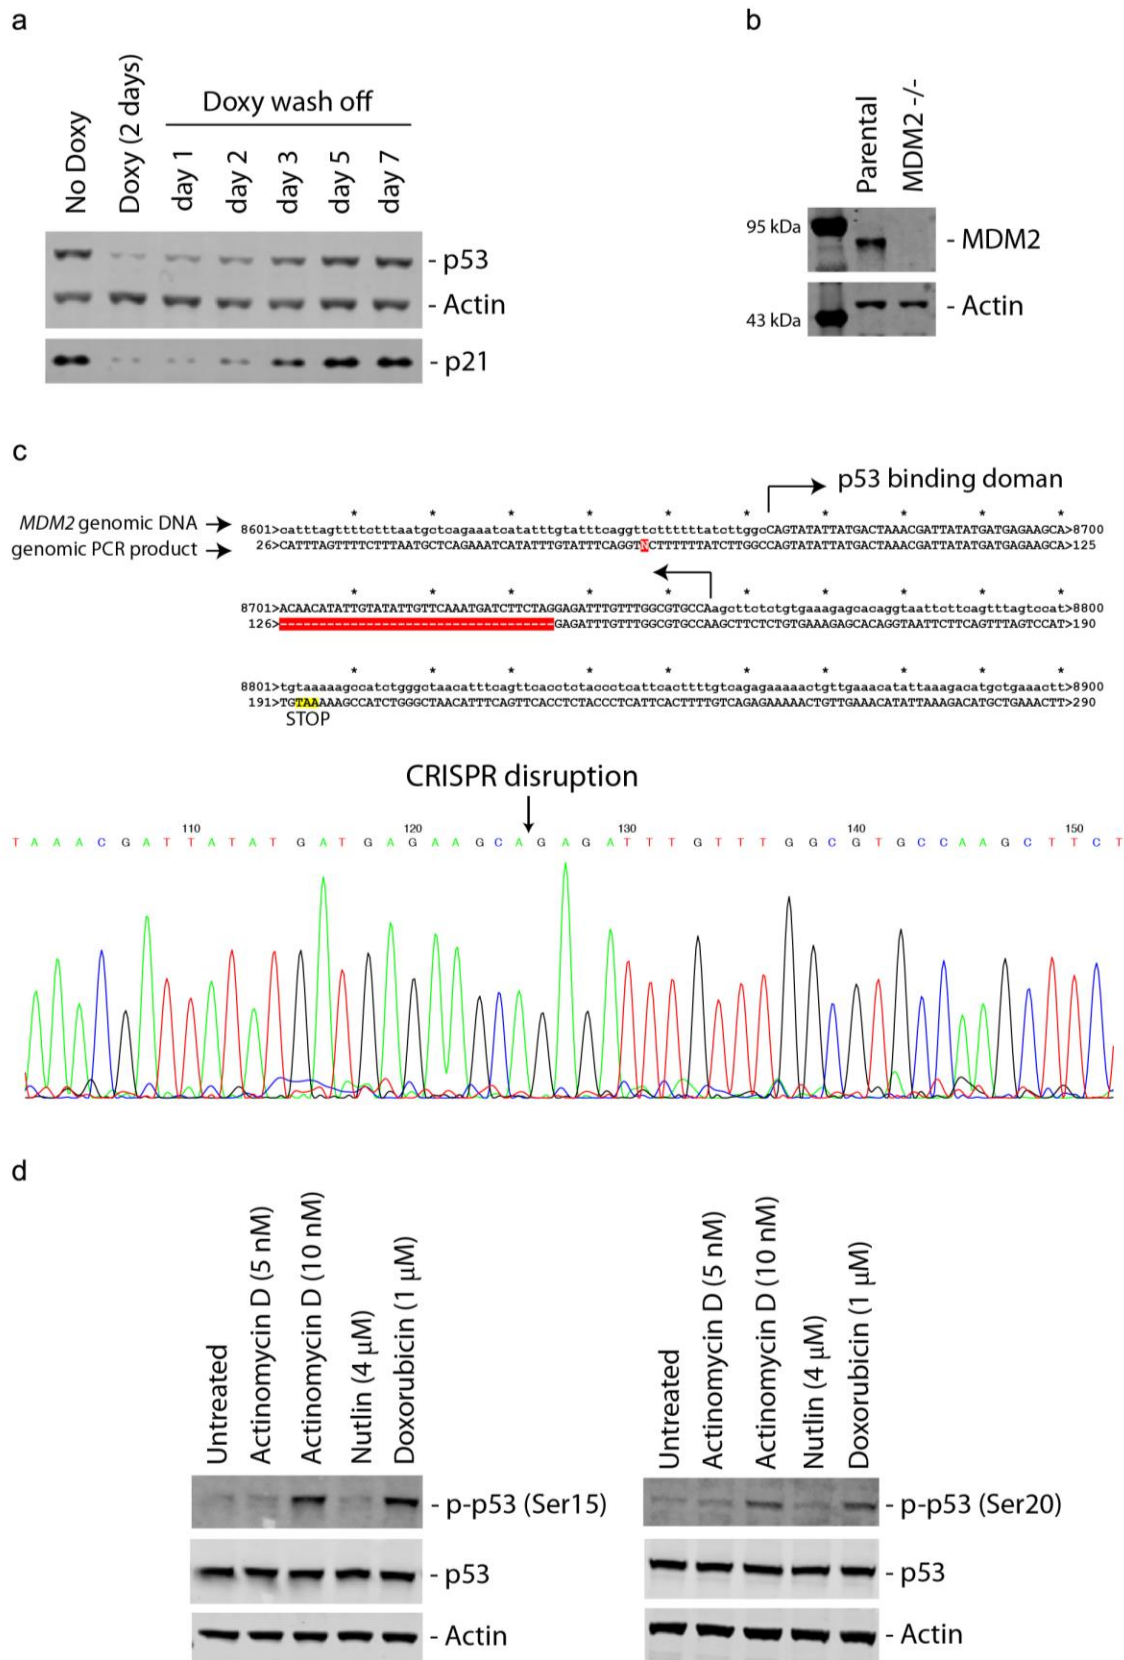 a
No Doxy
Doxy (2 days)
Doxy wash off
day 1
day 2
day 3
day 5
day 7
- p53
- Actin
- p21
b
Parental
MDM2 -/-
95 kDa
- MDM2
43 kDa
- Actin
c
p53 binding doman
* * * * * * * * * *
MDM2 genomic DNA → 8601>catttagttttctttaatgctcagaaatcatatttgtatttcaggttcttttttatcttggcCAGTATATTATGACTAAACGATTATATGATGAGAAGCA>8700
genomic PCR product → 26>CATTTAGTTTTCTTTAATGCTCAGAAATCATATTTGTATTTCAGGTNCTTTTTTATCTTGGCCAGTATATTATGACTAAACGATTATATGATGAGAAGCA>125
* * * * * * * * * *
8701>ACAACATATTGTATATTGTTCAAATGATCTTCTAGGAGATTTGTTTGGCGTGCCAagcttctctgtgaaagagcacaggtaattcttcagtttagtccat>8800
126>-----------------------------------GAGATTTGTTTGGCGTGCCAAGCTTCTCTGTGAAAGAGCACAGGTAATTCTTCAGTTTAGTCCAT>190
* * * * * * * * * *
8801>tgtaaaaagccatctgggctaacatttcagttcacctctaccctcattcacttttgtcagagaaaaactgttgaaacatattaaagacatgctgaaactt>8900
191>TGTAAAAAGCCATCTGGGCTAACATTTCAGTTCACCTCTACCCTCATTCACTTTTGTCAGAGAAAAACTGTTGAAACATATTAAAGACATGCTGAAACTT>290
STOP
CRISPR disruption
110 120 130 140 150
T A A A C G A T T A T A T G A T G A G A A G C A G A G A T T T G T T T G G C G T G C C A A G C T T C T
d
Untreated
Actinomycin D (5 nM)
Actinomycin D (10 nM)
Nutlin (4 µM)
Doxorubicin (1 µM)
- p-p53 (Ser15)
- p53
- Actin
Untreated
Actinomycin D (5 nM)
Actinomycin D (10 nM)
Nutlin (4 µM)
Doxorubicin (1 µM)
- p-p53 (Ser20)
- p53
- Actin